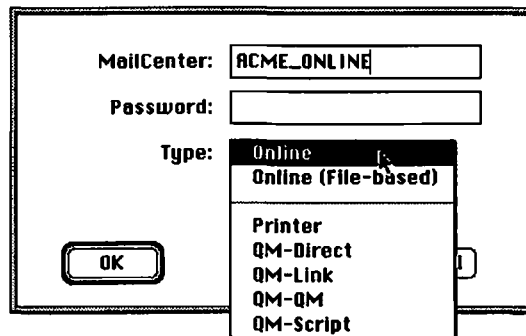 MailCenter: ACME_ONLINE
Password:
Type: Online
Online (File-based)
Printer
QM-Direct
OK
QM-Link
QM-QM
QM-Script